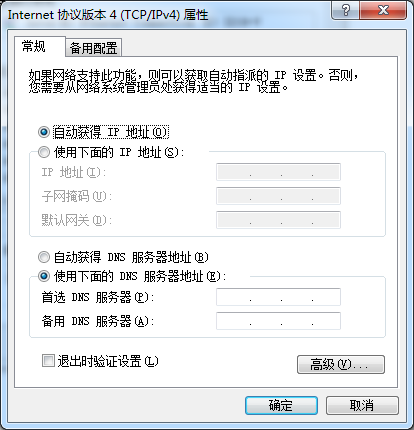 Internet 协议版本 4 (TCP/IPv4) 属性
常规
备用配置
如果网络支持此功能，则可以获取自动指派的 IP 设置。否则，
您需要从网络系统管理员处获得适当的 IP 设置。
自动获得 IP 地址(O)
使用下面的 IP 地址(S):
IP 地址(I):
子网掩码(U):
默认网关(D):
自动获得 DNS 服务器地址(B)
使用下面的 DNS 服务器地址(E):
首选 DNS 服务器(P):
备用 DNS 服务器(A):
退出时验证设置(L)
高级(V)...
确定
取消